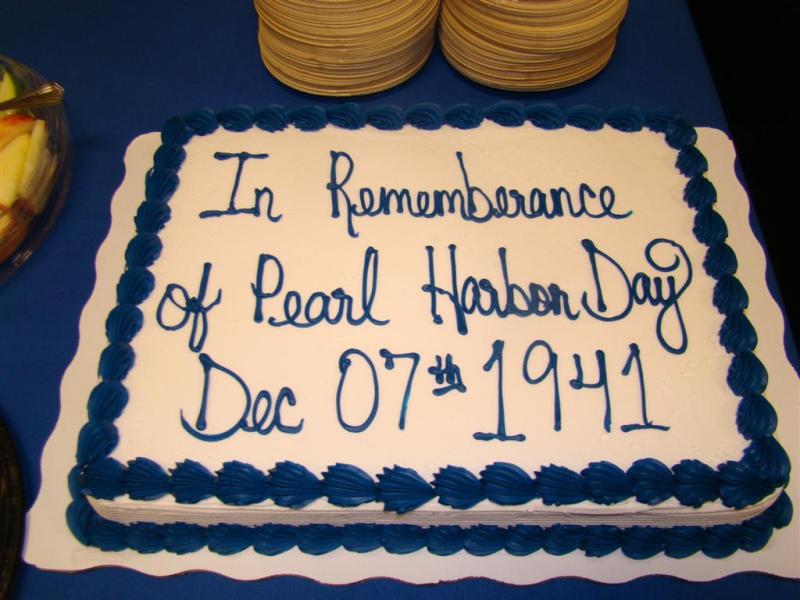 In Rememberance
of Pearl Harbor Day
Dec 07th 1941